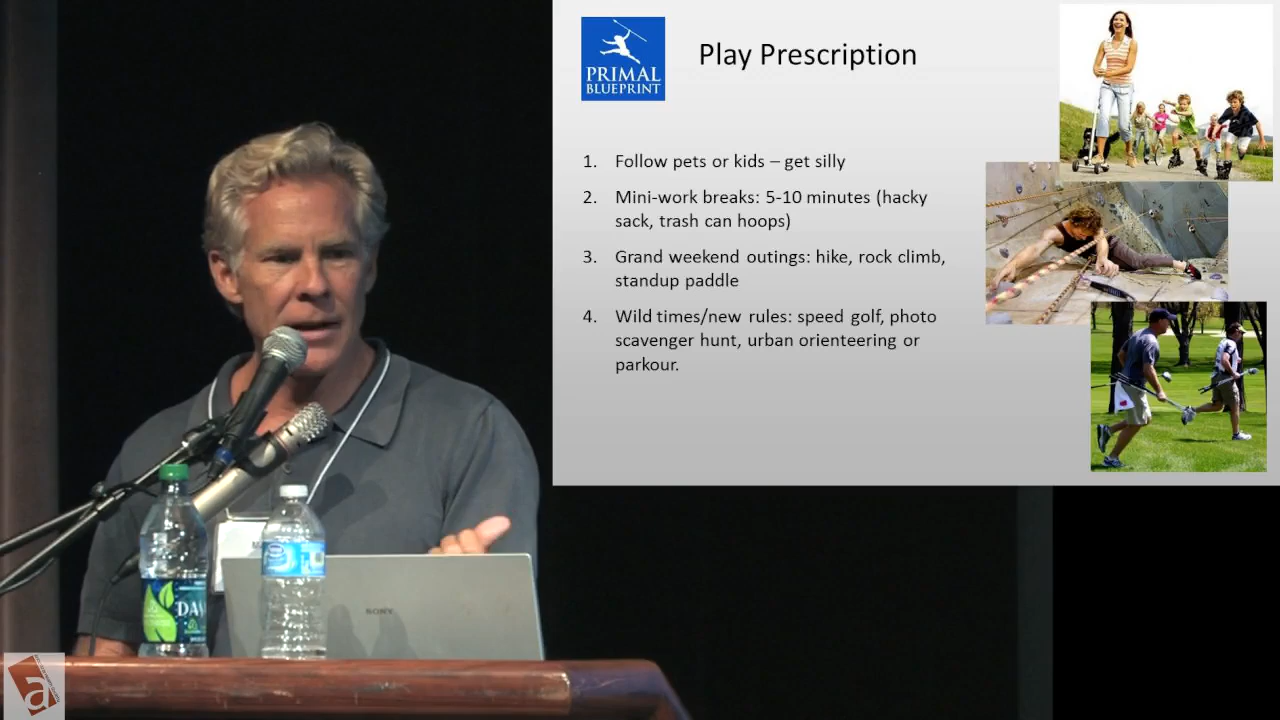 PRIMAL
BLUEPRINT
Play Prescription
1. Follow pets or kids – get silly
2. Mini-work breaks: 5-10 minutes (hacky
sack, trash can hoops)
3. Grand weekend outings: hike, rock climb,
standup paddle
4. Wild times/new rules: speed golf, photo
scavenger hunt, urban orienteering or
parkour.
SONY
a